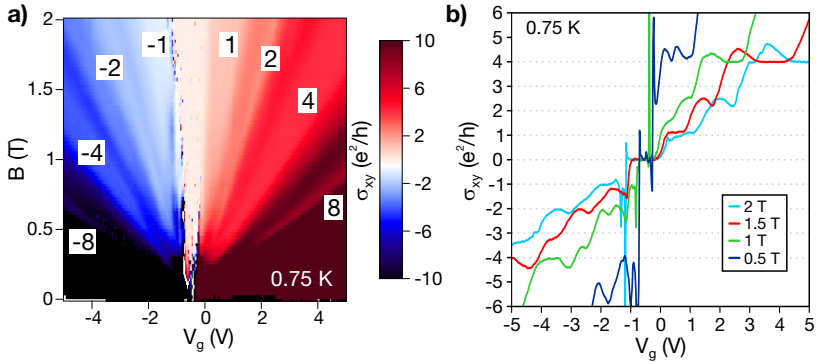 a)
2
1.5
1
0.5
0
B (T)
-4
-2
0
2
4
V_g (V)
-1
1
2
-2
4
-4
8
-8
0.75 K
10
6
2
-2
-6
-10
σ_xy (e²/h)
b)
0.75 K
6
5
4
3
2
1
0
-1
-2
-3
-4
-5
-6
σ_xy (e²/h)
2 T
1.5 T
1 T
0.5 T
-5 -4 -3 -2 -1 0 1 2 3 4 5
V_g (V)